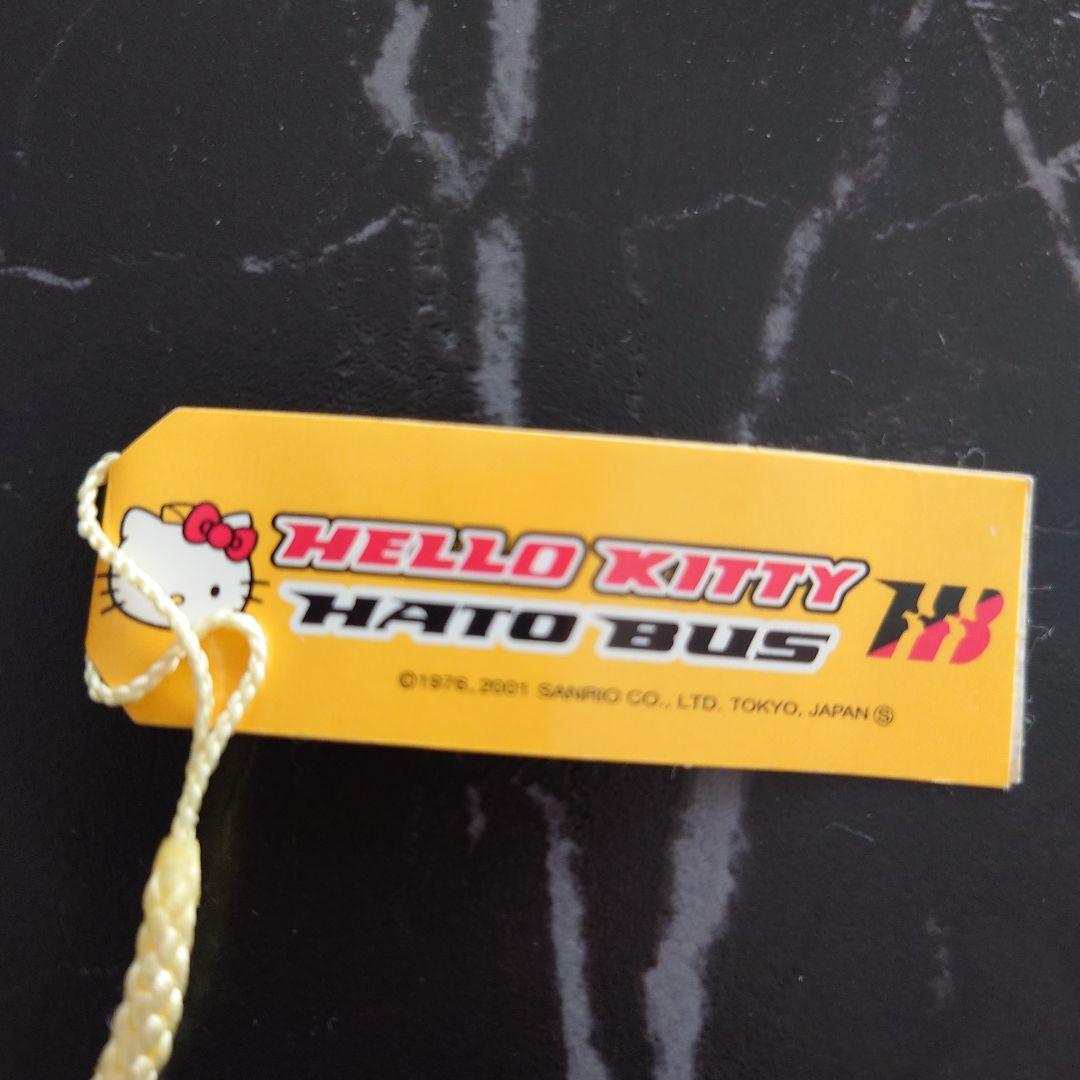 HELLO KITTY
HATO BUS
©1976, 2001 SANRIO CO., LTD. TOKYO, JAPAN Ⓢ